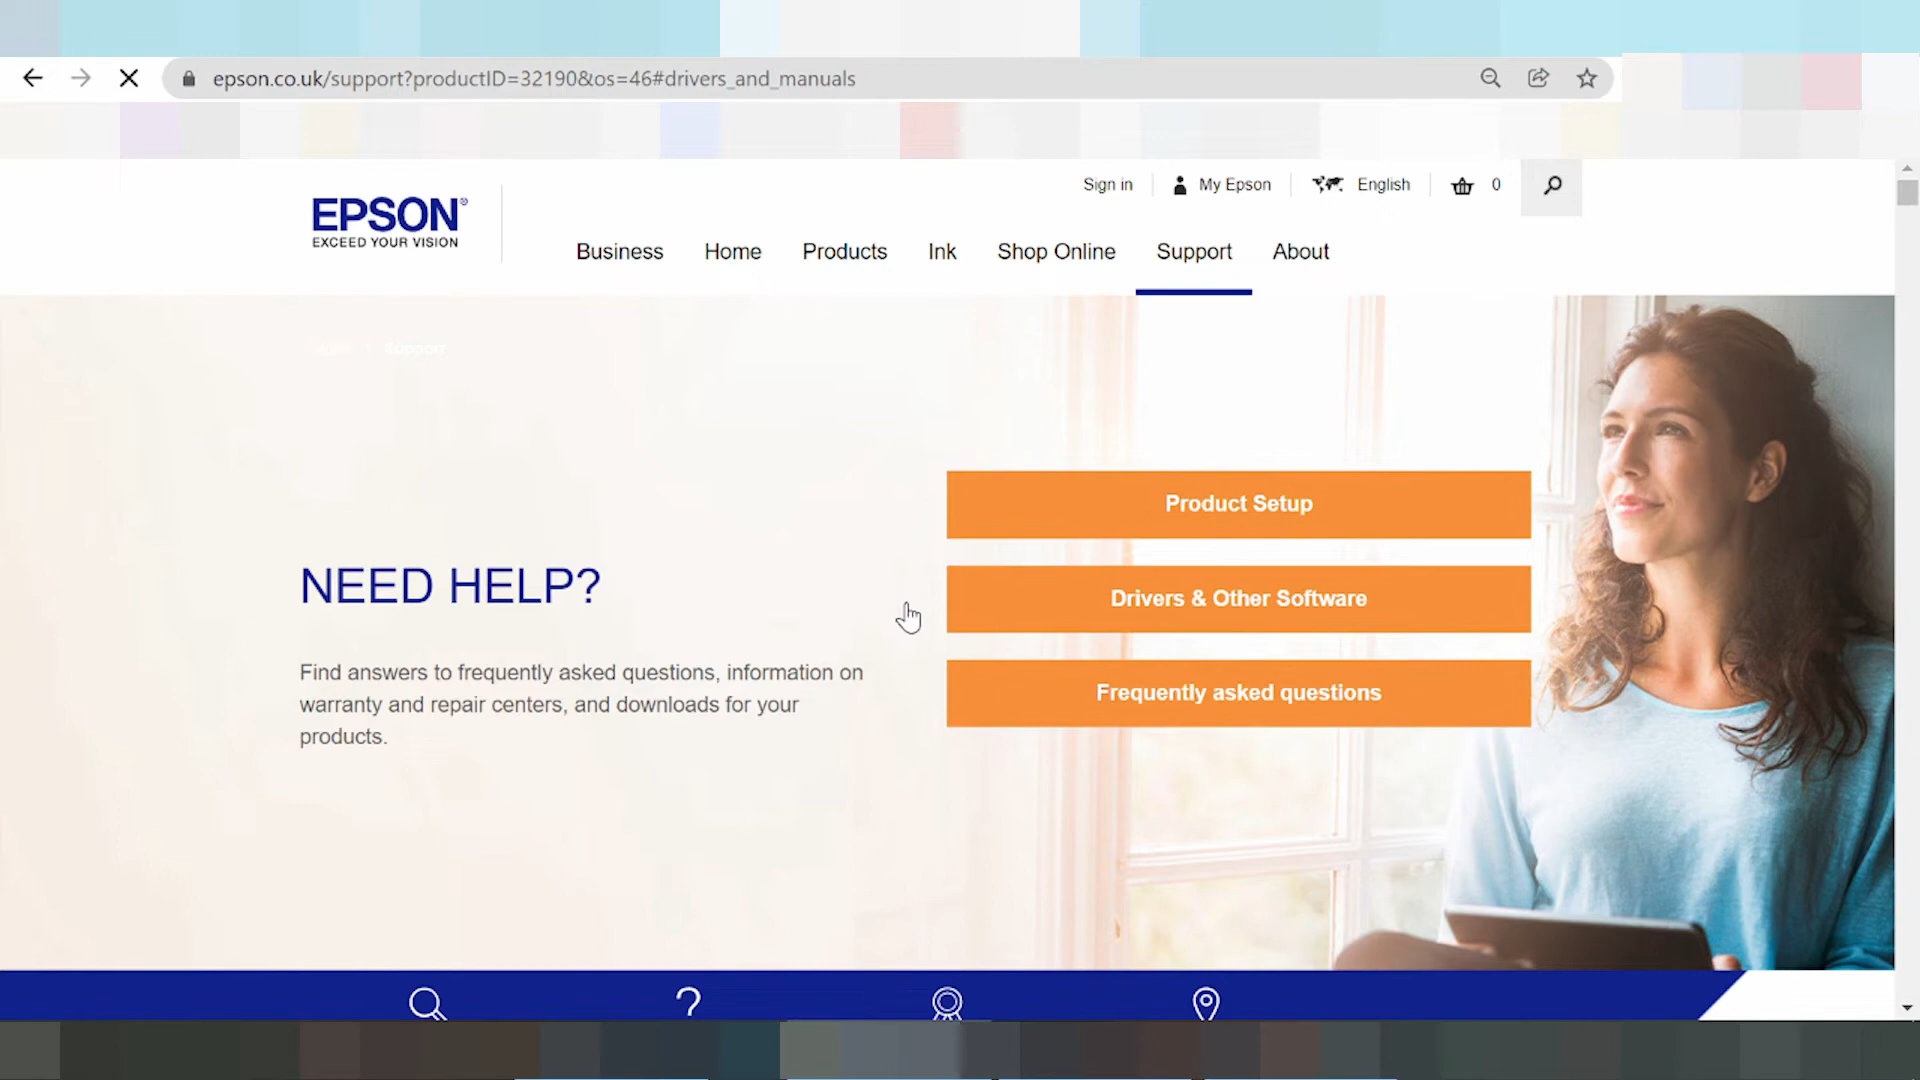 epson.co.uk/support?productID=32190&os=46#drivers_and_manuals
Sign in
My Epson
English
0
EPSON®
EXCEED YOUR VISION
Business
Home
Products
Ink
Shop Online
Support
About
Support
Product Setup
Drivers & Other Software
Frequently asked questions
NEED HELP?
Find answers to frequently asked questions, information on
warranty and repair centers, and downloads for your
products.